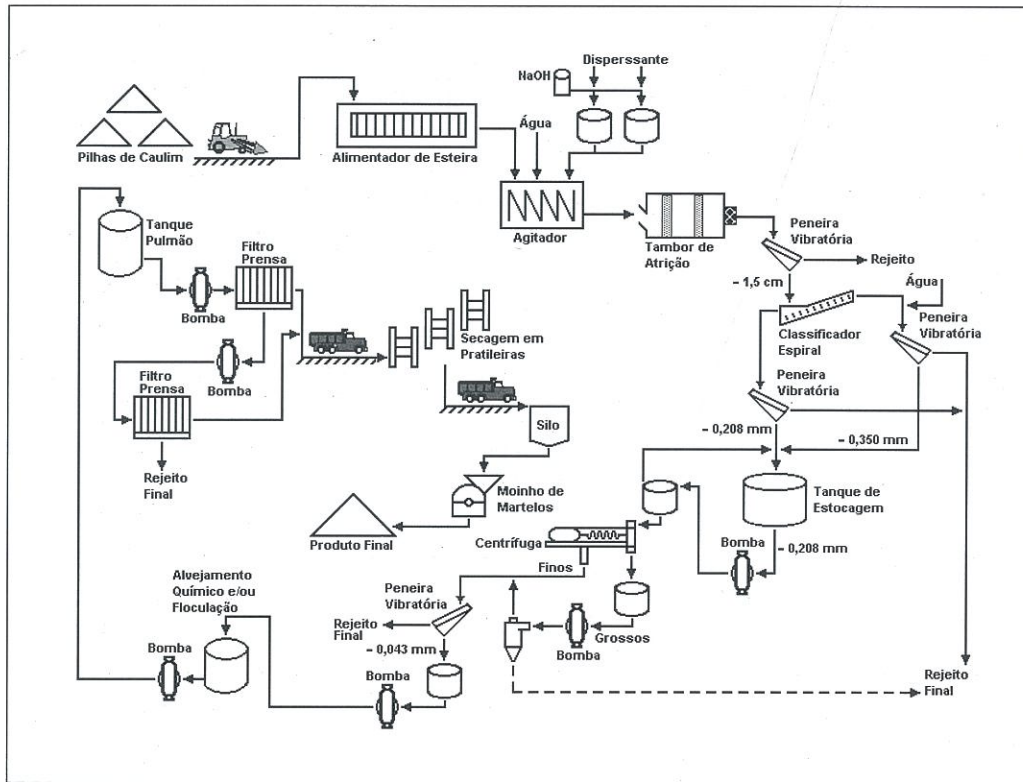 Disperssante
NaOH
Água
Pilhas de Caulim
Alimentador de Esteira
Agitador
Tambor de
Atrição
Peneira
Vibratória
Rejeito
- 1,5 cm
Água
Classificador
Espiral
Peneira
Vibratória
Peneira
Vibratória
- 0,208 mm
- 0,350 mm
Tanque
Pulmão
Filtro
Prensa
Bomba
Bomba
Filtro
Prensa
Rejeito
Final
Secagem em
Pratileiras
Silo
Moinho de
Martelos
Produto Final
Tanque de
Estocagem
- 0,208 mm
Bomba
Centrífuga
Finos
Grossos
Bomba
Peneira
Vibratória
Rejeito
Final
- 0,043 mm
Bomba
Alvejamento
Químico e/ou
Floculação
Bomba
Rejeito
Final